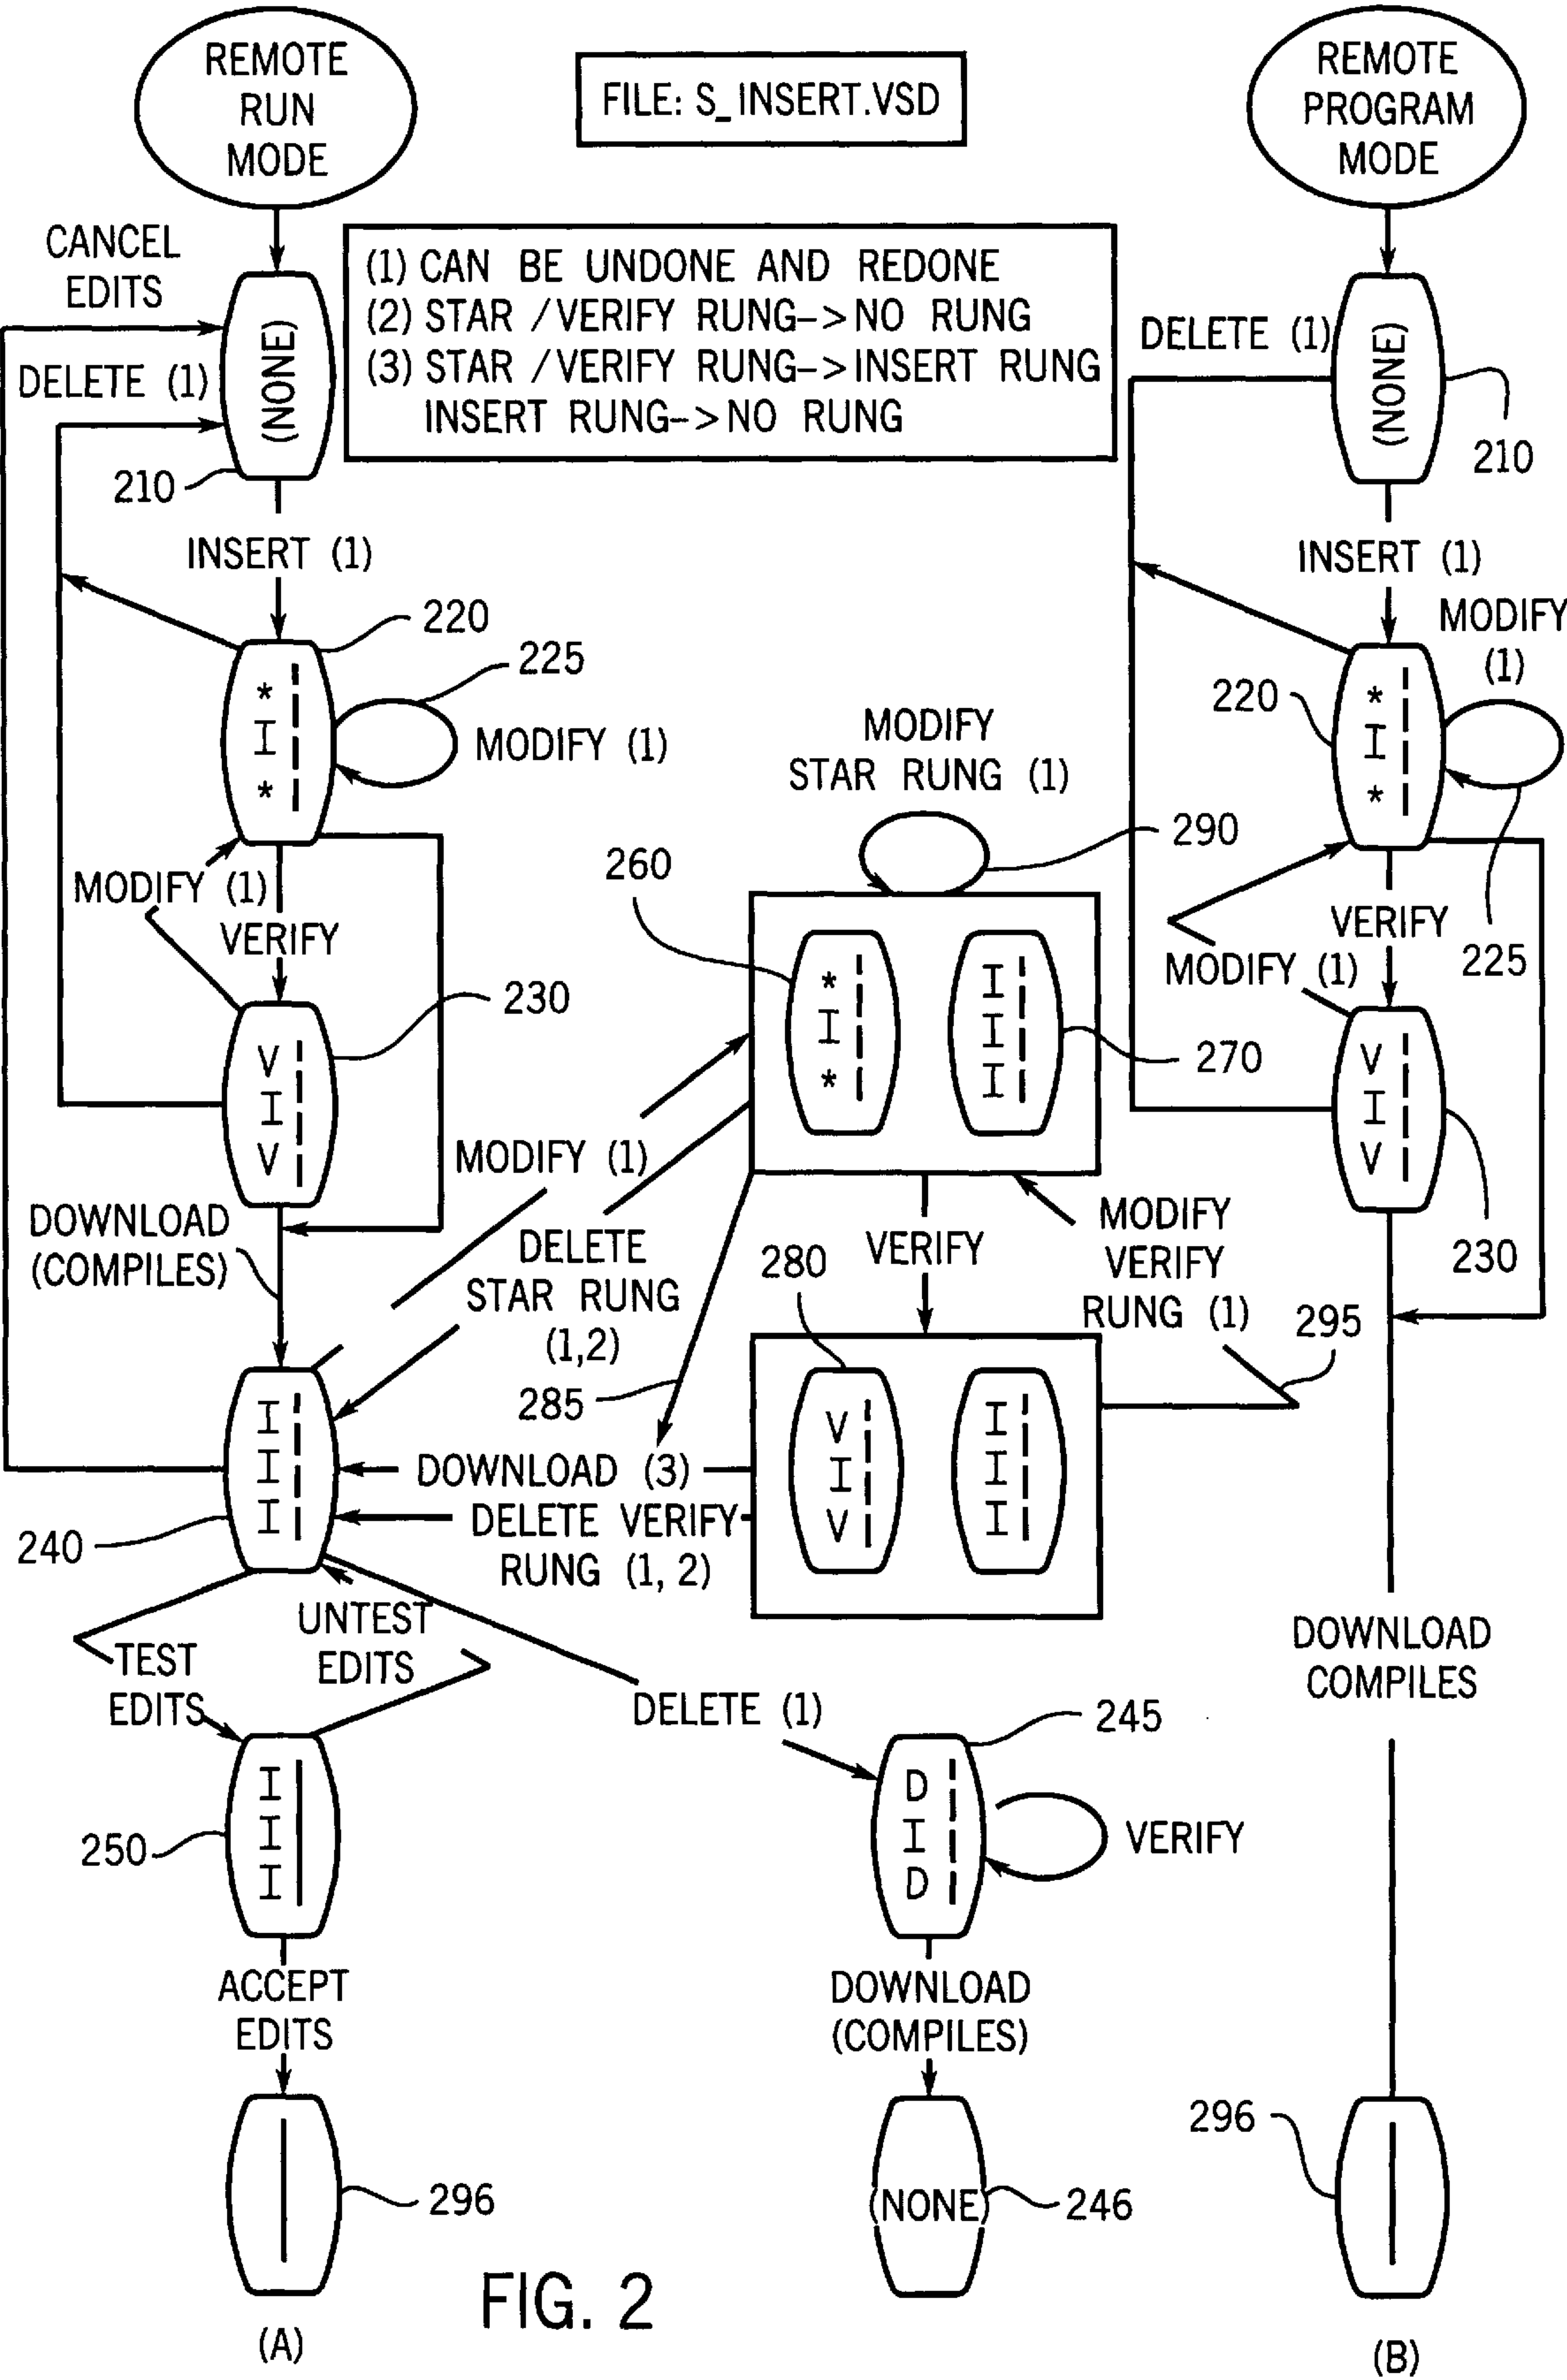 REMOTE
RUN
MODE
FILE: S_INSERT.VSD
REMOTE
PROGRAM
MODE
CANCEL
EDITS
(1) CAN BE UNDONE AND REDONE
(2) STAR /VERIFY RUNG->NO RUNG
(3) STAR /VERIFY RUNG->INSERT RUNG
INSERT RUNG->NO RUNG
DELETE (1)
(NONE)
210
DELETE (1)
(NONE)
210
INSERT (1)
INSERT (1)
220
225
*
I
*
MODIFY (1)
MODIFY
(1)
220
*
I
*
225
MODIFY
STAR RUNG (1)
290
MODIFY (1)
VERIFY
260
VERIFY
MODIFY (1)
230
V
I
V
*
I
*
I
I
I
270
V
I
V
230
MODIFY (1)
DOWNLOAD
(COMPILES)
DELETE
STAR RUNG
(1,2)
VERIFY
MODIFY
VERIFY
RUNG (1)
280
295
285
I
I
I
240
DOWNLOAD (3)
DELETE VERIFY
RUNG (1, 2)
V
I
V
I
I
I
UNTEST
EDITS
TEST
EDITS
DELETE (1)
DOWNLOAD
COMPILES
245
I
I
I
250
D
I
D
VERIFY
ACCEPT
EDITS
DOWNLOAD
(COMPILES)
296
(NONE)
246
296
FIG. 2
(A)
(B)